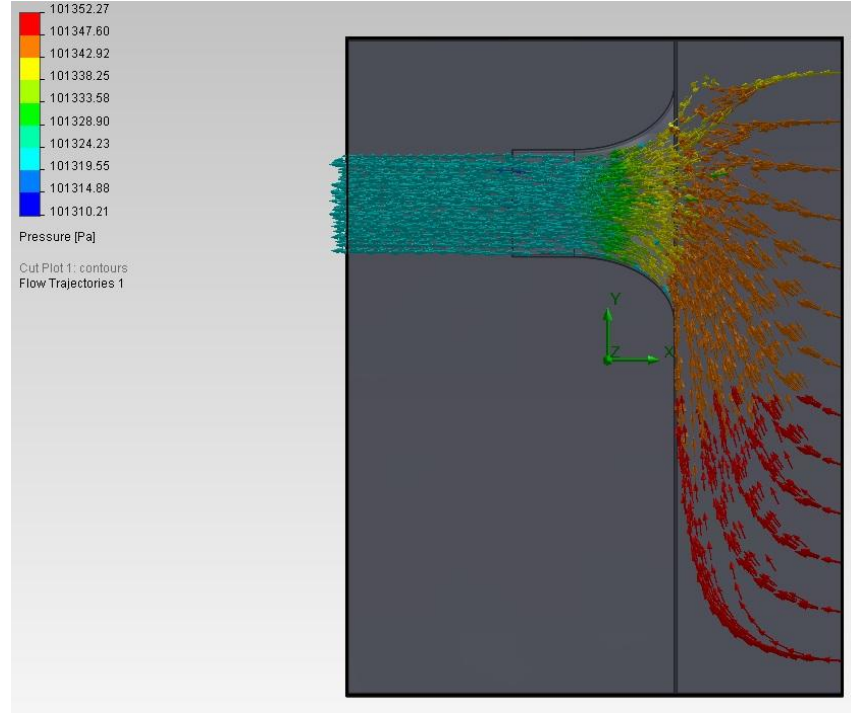 101352.27
101347.60
101342.92
101338.25
101333.58
101328.90
101324.23
101319.55
101314.88
101310.21
Pressure [Pa]
Cut Plot 1: contours
Flow Trajectories 1
Y
Z
X